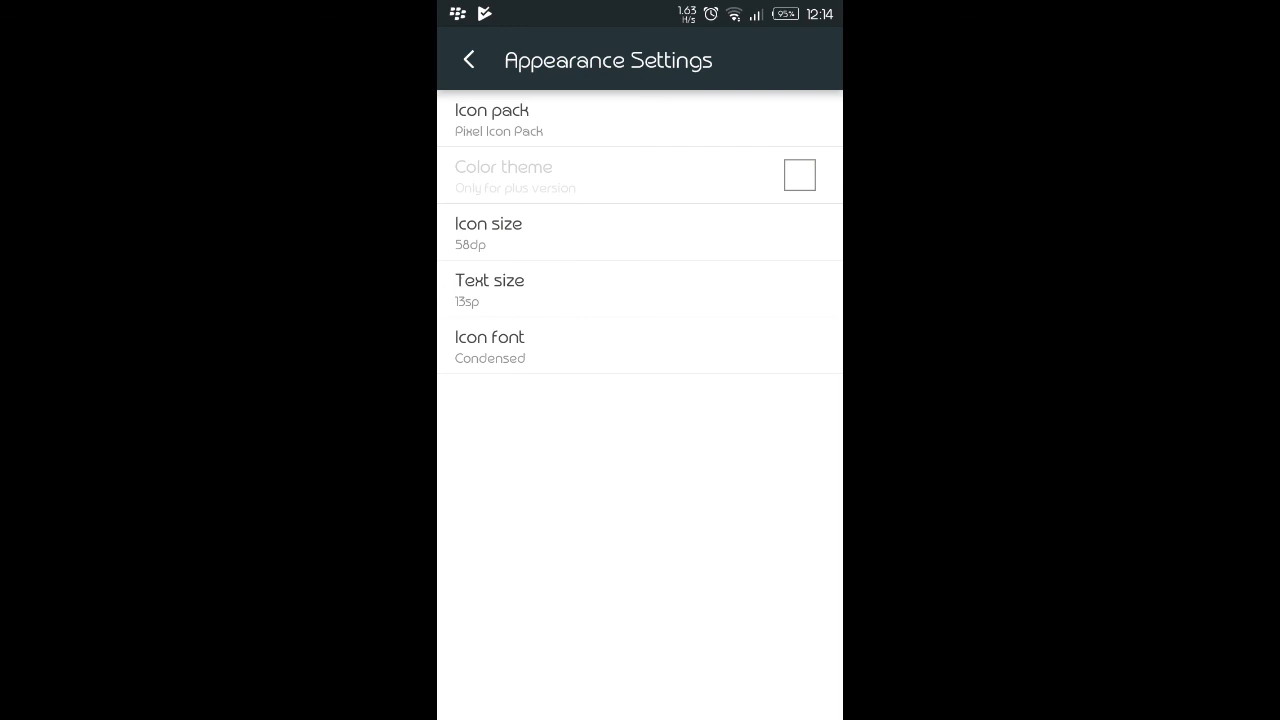 1.63
H/s
95%
12:14
Appearance Settings
Icon pack
Pixel Icon Pack
Color theme
Only for plus version
Icon size
58dp
Text size
13sp
Icon font
Condensed